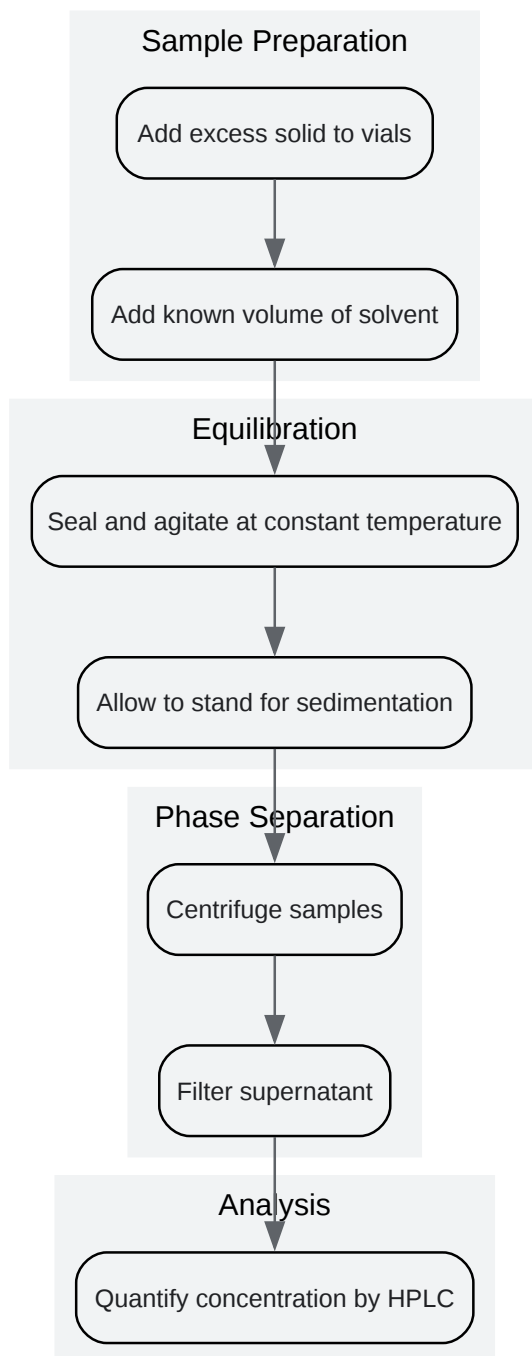 Sample Preparation
Add excess solid to vials
Add known volume of solvent
Equilibration
Seal and agitate at constant temperature
Allow to stand for sedimentation
Phase Separation
Centrifuge samples
Filter supernatant
Analysis
Quantify concentration by HPLC